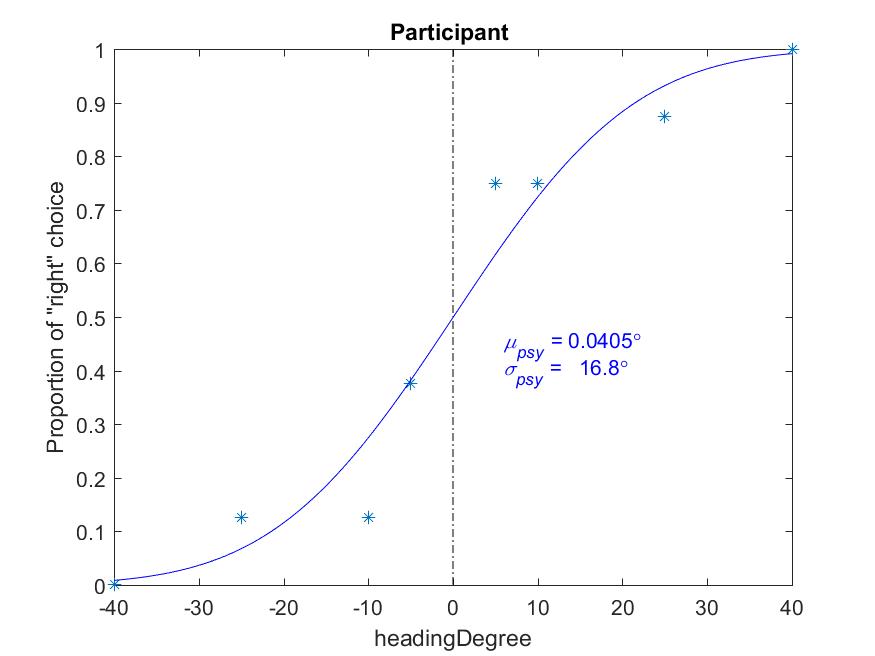 Participant
1
0.9
0.8
0.7
0.6
0.5
0.4
0.3
0.2
0.1
0
Proportion of "right" choice
μpsy = 0.0405°
σpsy = 16.8°
-40 -30 -20 -10 0 10 20 30 40
headingDegree